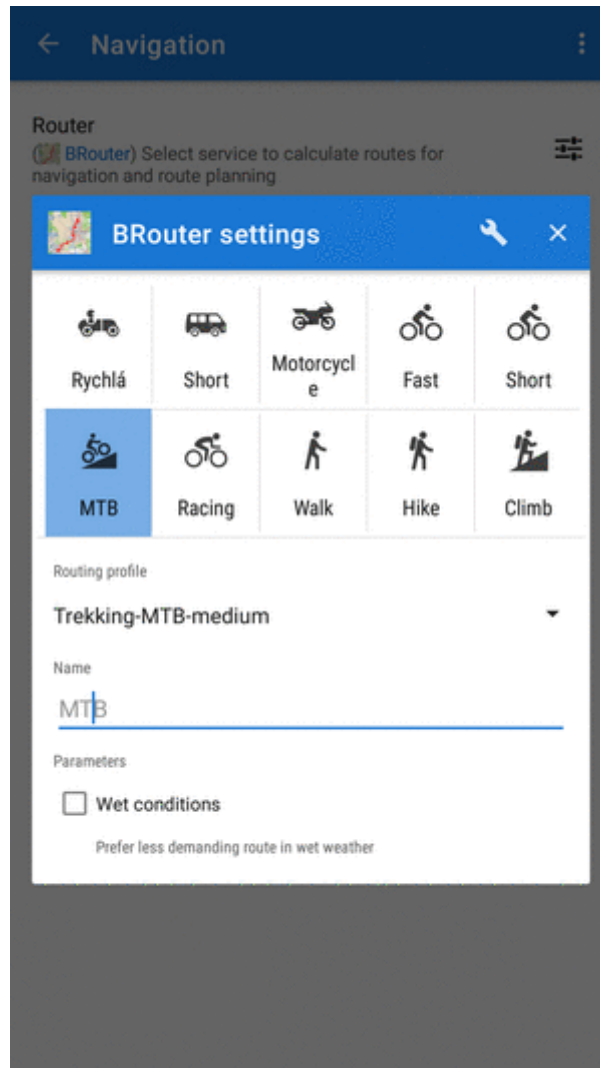 Navigation
Router
(BRouter) Select service to calculate routes for
navigation and route planning
BRouter settings
Rychlá
Short
Motorcycl
e
Fast
Short
MTB
Racing
Walk
Hike
Climb
Routing profile
Trekking-MTB-medium
Name
MTB
Parameters
Wet conditions
Prefer less demanding route in wet weather